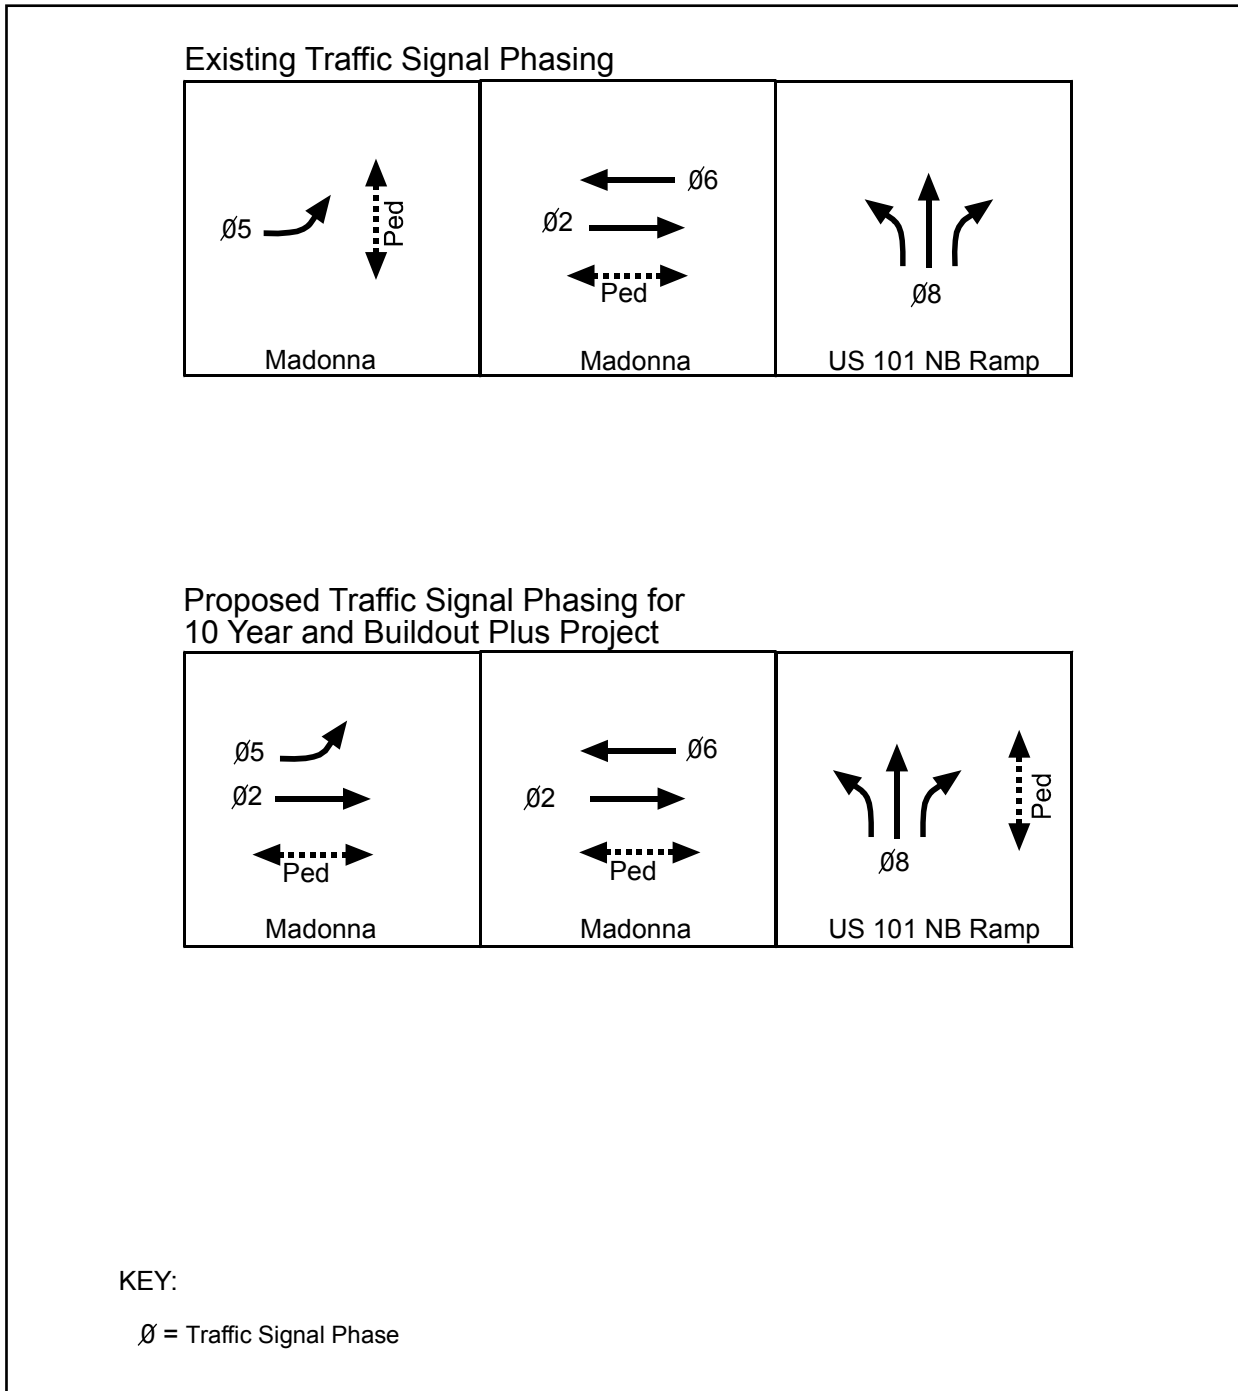 Existing Traffic Signal Phasing
Ø5
Ped
Madonna
Ø6
Ø2
Ped
Madonna
Ø8
US 101 NB Ramp
Proposed Traffic Signal Phasing for
10 Year and Buildout Plus Project
Ø5
Ø2
Ped
Madonna
Ø6
Ø2
Ped
Madonna
Ø8
Ped
US 101 NB Ramp
KEY:
Ø = Traffic Signal Phase